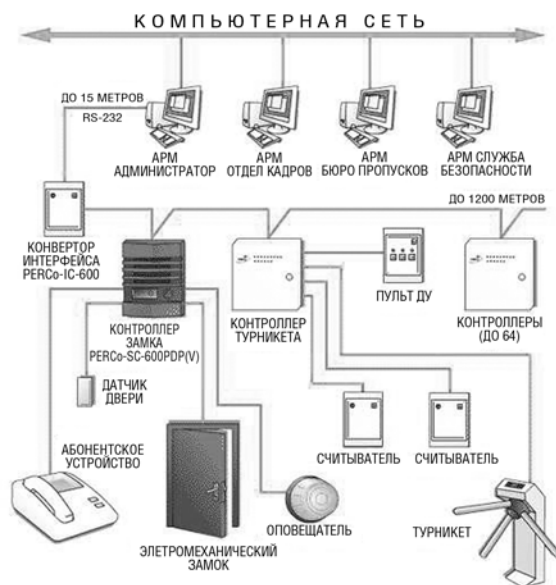 КОМПЬЮТЕРНАЯ СЕТЬ
ДО 15 МЕТРОВ
RS-232
АРМ
АДМИНИСТРАТОР
АРМ
ОТДЕЛ КАДРОВ
АРМ
БЮРО ПРОПУСКОВ
АРМ СЛУЖБА
БЕЗОПАСНОСТИ
ДО 1200 МЕТРОВ
КОНВЕРТОР
ИНТЕРФЕЙСА
PERCo-IC-600
КОНТРОЛЛЕР
ЗАМКА
PERCo-SC-600PDP(V)
КОНТРОЛЛЕР
ТУРНИКЕТА
ПУЛЬТ ДУ
КОНТРОЛЛЕРЫ
(ДО 64)
ДАТЧИК
ДВЕРИ
СЧИТЫВАТЕЛЬ
СЧИТЫВАТЕЛЬ
АБОНЕНТСКОЕ
УСТРОЙСТВО
ЭЛЕТРОМЕХАНИЧЕСКИЙ
ЗАМОК
ОПОВЕЩАТЕЛЬ
ТУРНИКЕТ